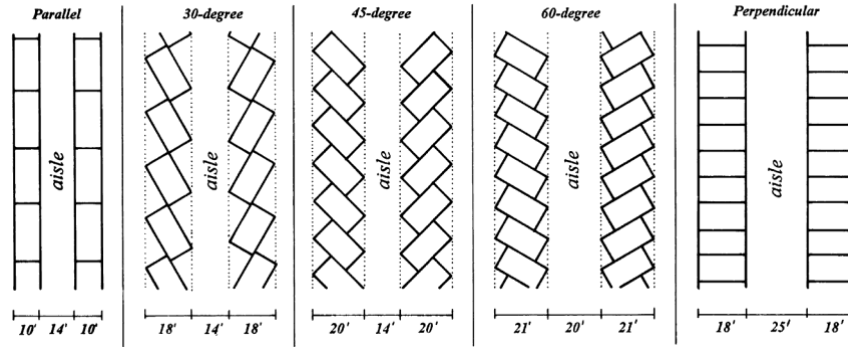 Parallel
30-degree
45-degree
60-degree
Perpendicular
aisle
aisle
aisle
aisle
aisle
10' 14' 10'
18' 14' 18'
20' 14' 20'
21' 20' 21'
18' 25' 18'